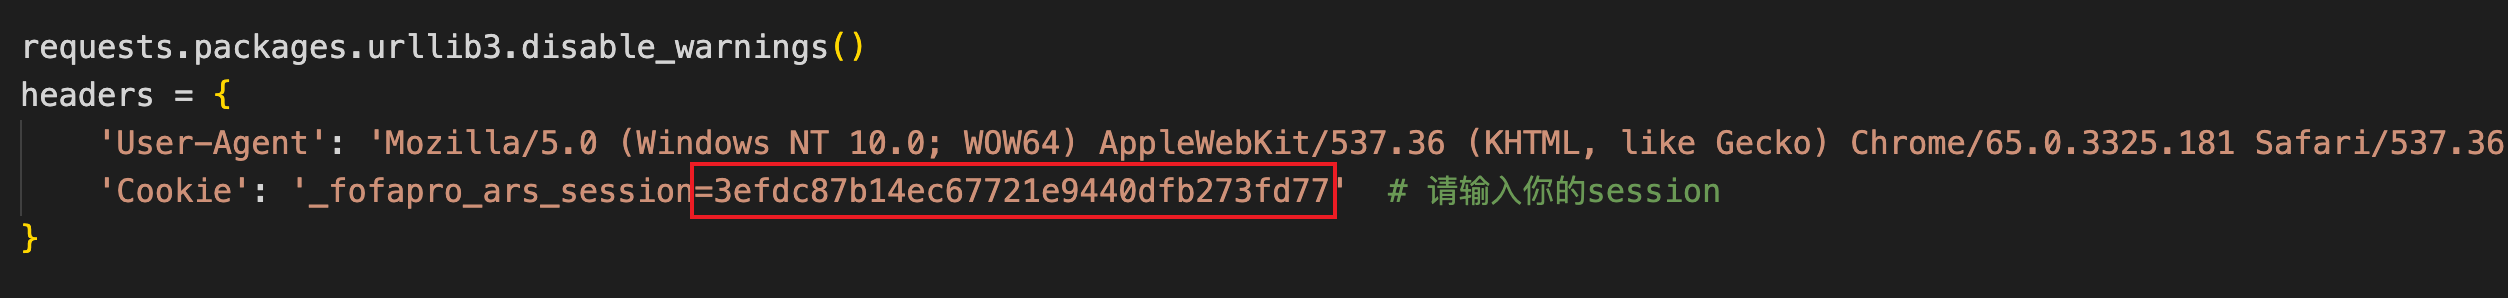 requests.packages.urllib3.disable_warnings()
headers = {
    'User-Agent': 'Mozilla/5.0 (Windows NT 10.0; WOW64) AppleWebKit/537.36 (KHTML, like Gecko) Chrome/65.0.3325.181 Safari/537.36
    'Cookie': '_fofapro_ars_session=3efdc87b14ec67721e9440dfb273fd77'  # 请输入你的session
}